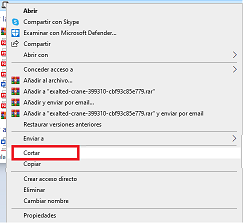 Abrir
Compartir con Skype
Examinar con Microsoft Defender...
Compartir
Abrir con
Conceder acceso a
Añadir al archivo...
Añadir a "exalted-crane-399310-cbf93c85e779.rar"
Añadir y enviar por email...
Añadir a "exalted-crane-399310-cbf93c85e779.rar" y enviar por email
Restaurar versiones anteriores
Enviar a
Cortar
Copiar
Crear acceso directo
Eliminar
Cambiar nombre
Propiedades